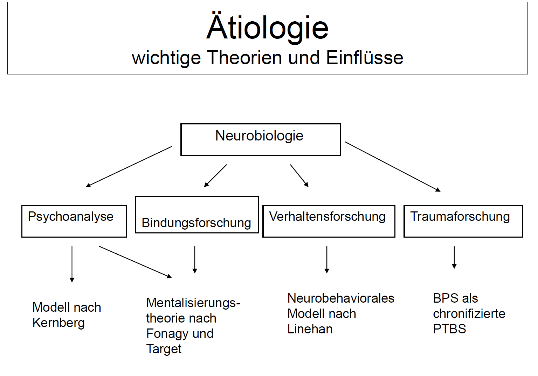 Ätiologie
wichtige Theorien und Einflüsse
Neurobiologie
Psychoanalyse
Bindungsforschung
Verhaltensforschung
Traumaforschung
Modell nach
Kernberg
Mentalisierungs-
theorie nach
Fonagy und
Target
Neurobehaviorales
Modell nach
Linehan
BPS als
chronifizierte
PTBS